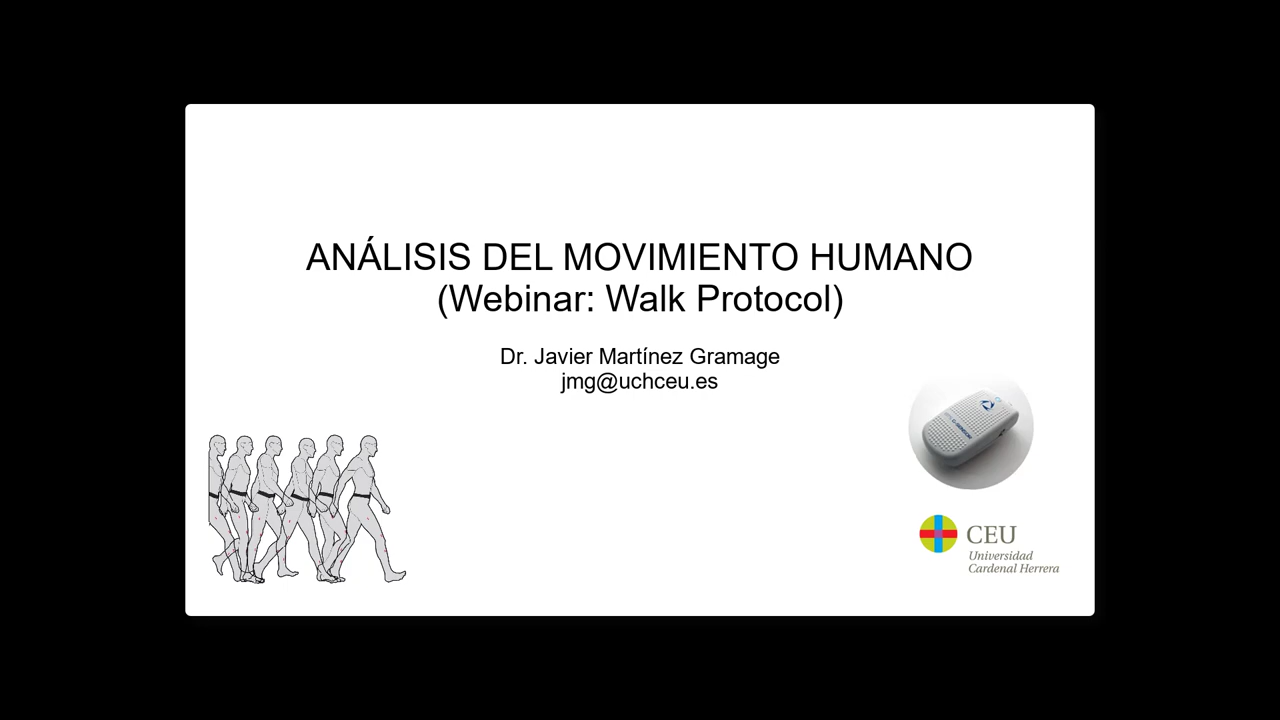 ANÁLISIS DEL MOVIMIENTO HUMANO
(Webinar: Walk Protocol)
Dr. Javier Martínez Gramage
jmg@uchceu.es
CEU
Universidad
Cardenal Herrera